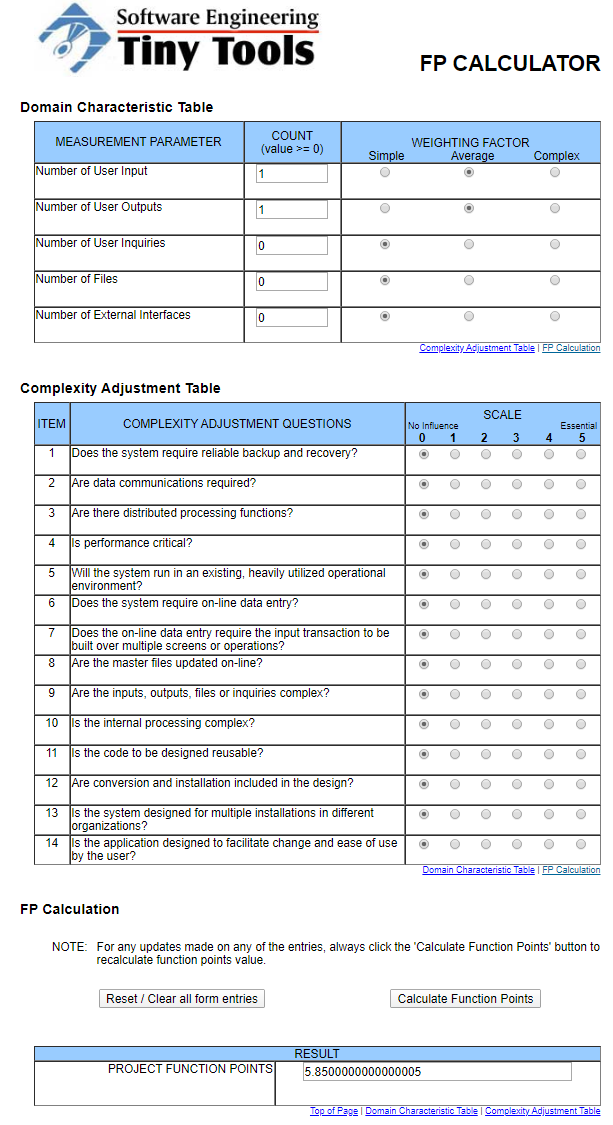 Software Engineering
Tiny Tools
FP CALCULATOR
Domain Characteristic Table
MEASUREMENT PARAMETER
COUNT
(value >= 0)
WEIGHTING FACTOR
Simple Average Complex
Number of User Input 1
Number of User Outputs 1
Number of User Inquiries 0
Number of Files 0
Number of External Interfaces 0
Complexity Adjustment Table | FP Calculation
Complexity Adjustment Table
ITEM COMPLEXITY ADJUSTMENT QUESTIONS
SCALE
No Influence Essential
0 1 2 3 4 5
1 Does the system require reliable backup and recovery?
2 Are data communications required?
3 Are there distributed processing functions?
4 Is performance critical?
5 Will the system run in an existing, heavily utilized operational
environment?
6 Does the system require on-line data entry?
7 Does the on-line data entry require the input transaction to be
built over multiple screens or operations?
8 Are the master files updated on-line?
9 Are the inputs, outputs, files or inquiries complex?
10 Is the internal processing complex?
11 Is the code to be designed reusable?
12 Are conversion and installation included in the design?
13 Is the system designed for multiple installations in different
organizations?
14 Is the application designed to facilitate change and ease of use
by the user?
Domain Characteristic Table | FP Calculation
FP Calculation
NOTE: For any updates made on any of the entries, always click the 'Calculate Function Points' button to
recalculate function points value.
Reset / Clear all form entries Calculate Function Points
RESULT
PROJECT FUNCTION POINTS 5.8500000000000005
Top of Page | Domain Characteristic Table | Complexity Adjustment Table